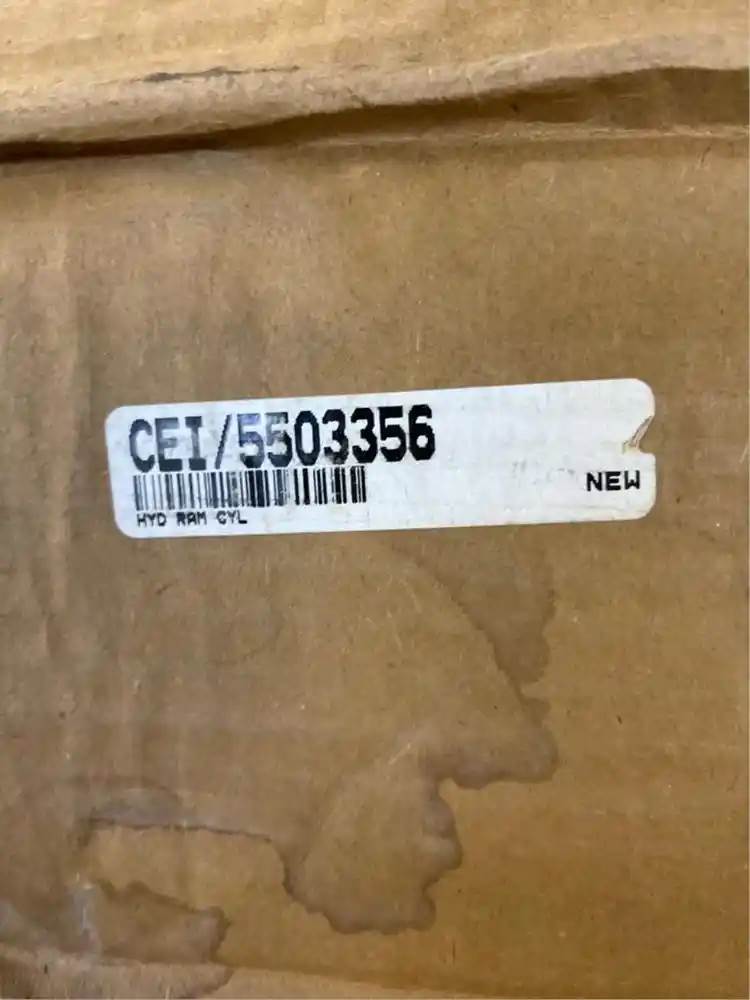 CEI/5503356
NEW
HYD RAM CYL